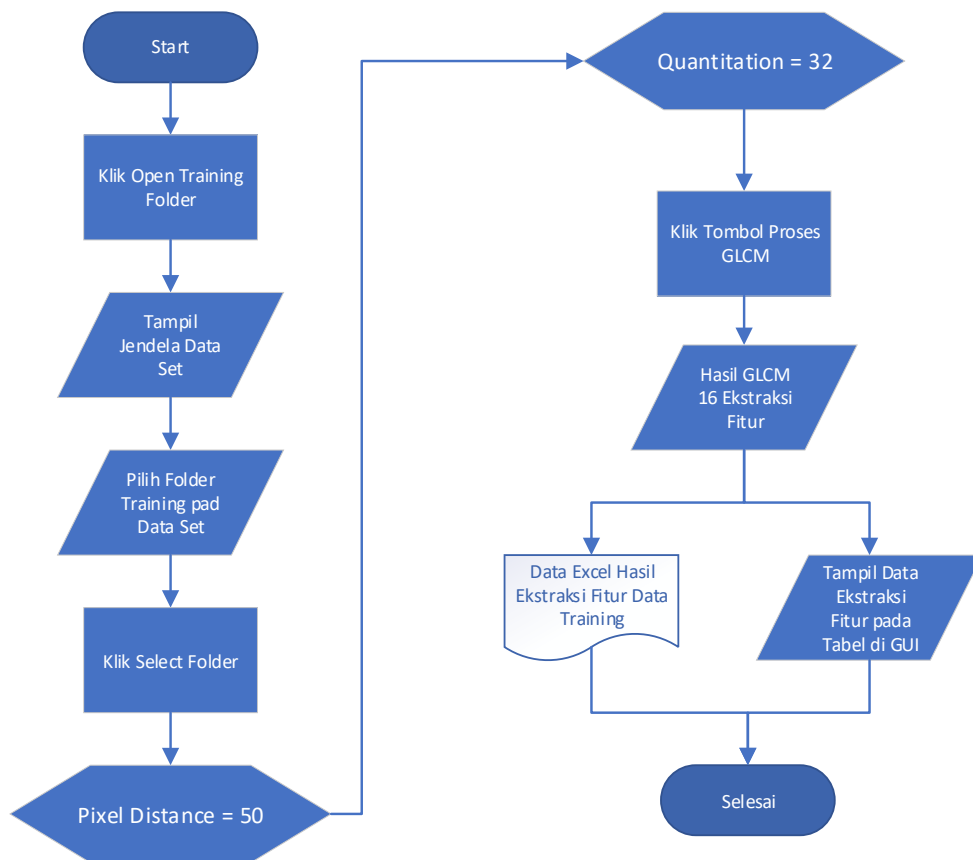 Start
Klik Open Training
Folder
Tampil
Jendela Data
Set
Pilih Folder
Training pad
Data Set
Klik Select Folder
Pixel Distance = 50
Quantitation = 32
Klik Tombol Proses
GLCM
Hasil GLCM
16 Ekstraksi
Fitur
Data Excel Hasil
Ekstraksi Fitur Data
Training
Tampil Data
Ekstraksi
Fitur pada
Tabel di GUI
Selesai